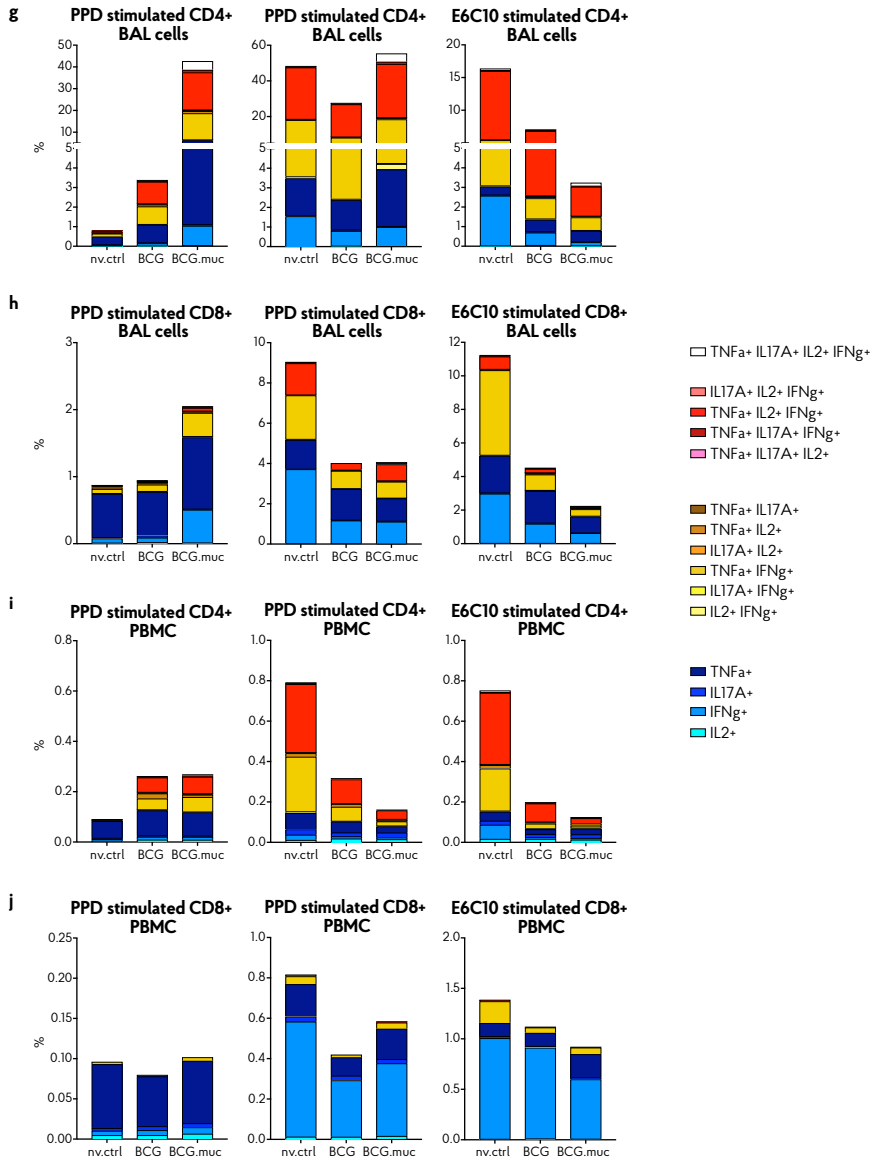 g
PPD stimulated CD4+
BAL cells
PPD stimulated CD4+
BAL cells
E6C10 stimulated CD4+
BAL cells
%
50
40
30
20
10
5
4
3
2
1
0
nv.ctrl
BCG
BCG.muc
60
40
20
5
4
3
2
1
0
nv.ctrl
BCG
BCG.muc
20
15
10
5
4
3
2
1
0
nv.ctrl
BCG
BCG.muc
h
PPD stimulated CD8+
BAL cells
PPD stimulated CD8+
BAL cells
E6C10 stimulated CD8+
BAL cells
%
3
2
1
0
nv.ctrl
BCG
BCG.muc
10
8
6
4
2
0
nv.ctrl
BCG
BCG.muc
12
10
8
6
4
2
0
nv.ctrl
BCG
BCG.muc
i
PPD stimulated CD4+
PBMC
PPD stimulated CD4+
PBMC
E6C10 stimulated CD4+
PBMC
%
0.8
0.6
0.4
0.2
0.0
nv.ctrl
BCG
BCG.muc
1.0
0.8
0.6
0.4
0.2
0.0
nv.ctrl
BCG
BCG.muc
1.0
0.8
0.6
0.4
0.2
0.0
nv.ctrl
BCG
BCG.muc
j
PPD stimulated CD8+
PBMC
PPD stimulated CD8+
PBMC
E6C10 stimulated CD8+
PBMC
%
0.25
0.20
0.15
0.10
0.05
0.00
nv.ctrl
BCG
BCG.muc
1.0
0.8
0.6
0.4
0.2
0.0
nv.ctrl
BCG
BCG.muc
2.0
1.5
1.0
0.5
0.0
nv.ctrl
BCG
BCG.muc
TNFa+ IL17A+ IL2+ IFNg+
IL17A+ IL2+ IFNg+
TNFa+ IL2+ IFNg+
TNFa+ IL17A+ IFNg+
TNFa+ IL17A+ IL2+
TNFa+ IL17A+
TNFa+ IL2+
IL17A+ IL2+
TNFa+ IFNg+
IL17A+ IFNg+
IL2+ IFNg+
TNFa+
IL17A+
IFNg+
IL2+